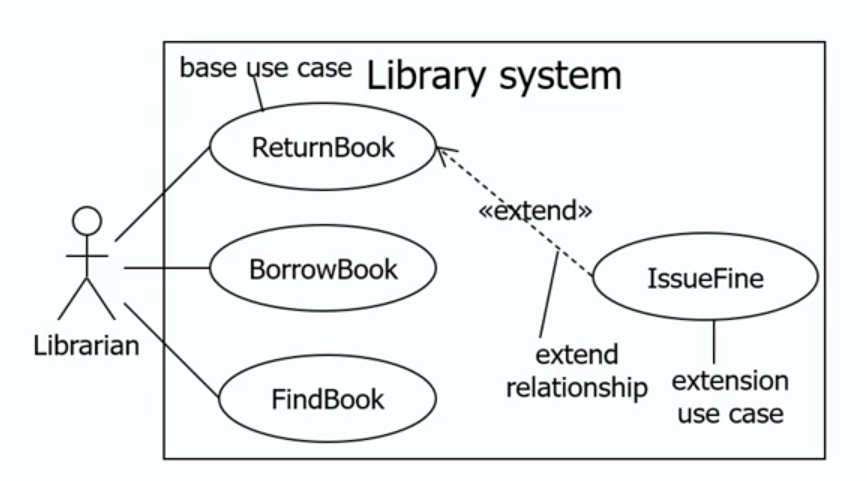 base use case
Library system
ReturnBook
«extend»
BorrowBook
IssueFine
Librarian
extend
relationship
extension
use case
FindBook